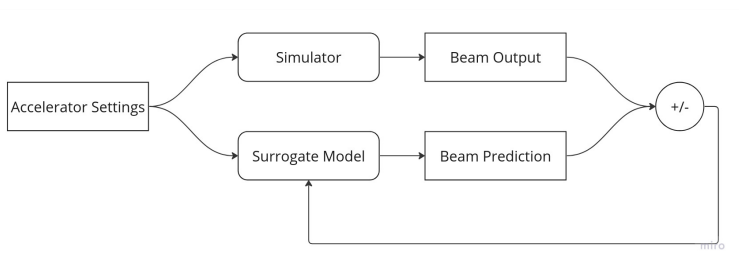 Simulator
Beam Output
Accelerator Settings
+/-
Surrogate Model
Beam Prediction
miro